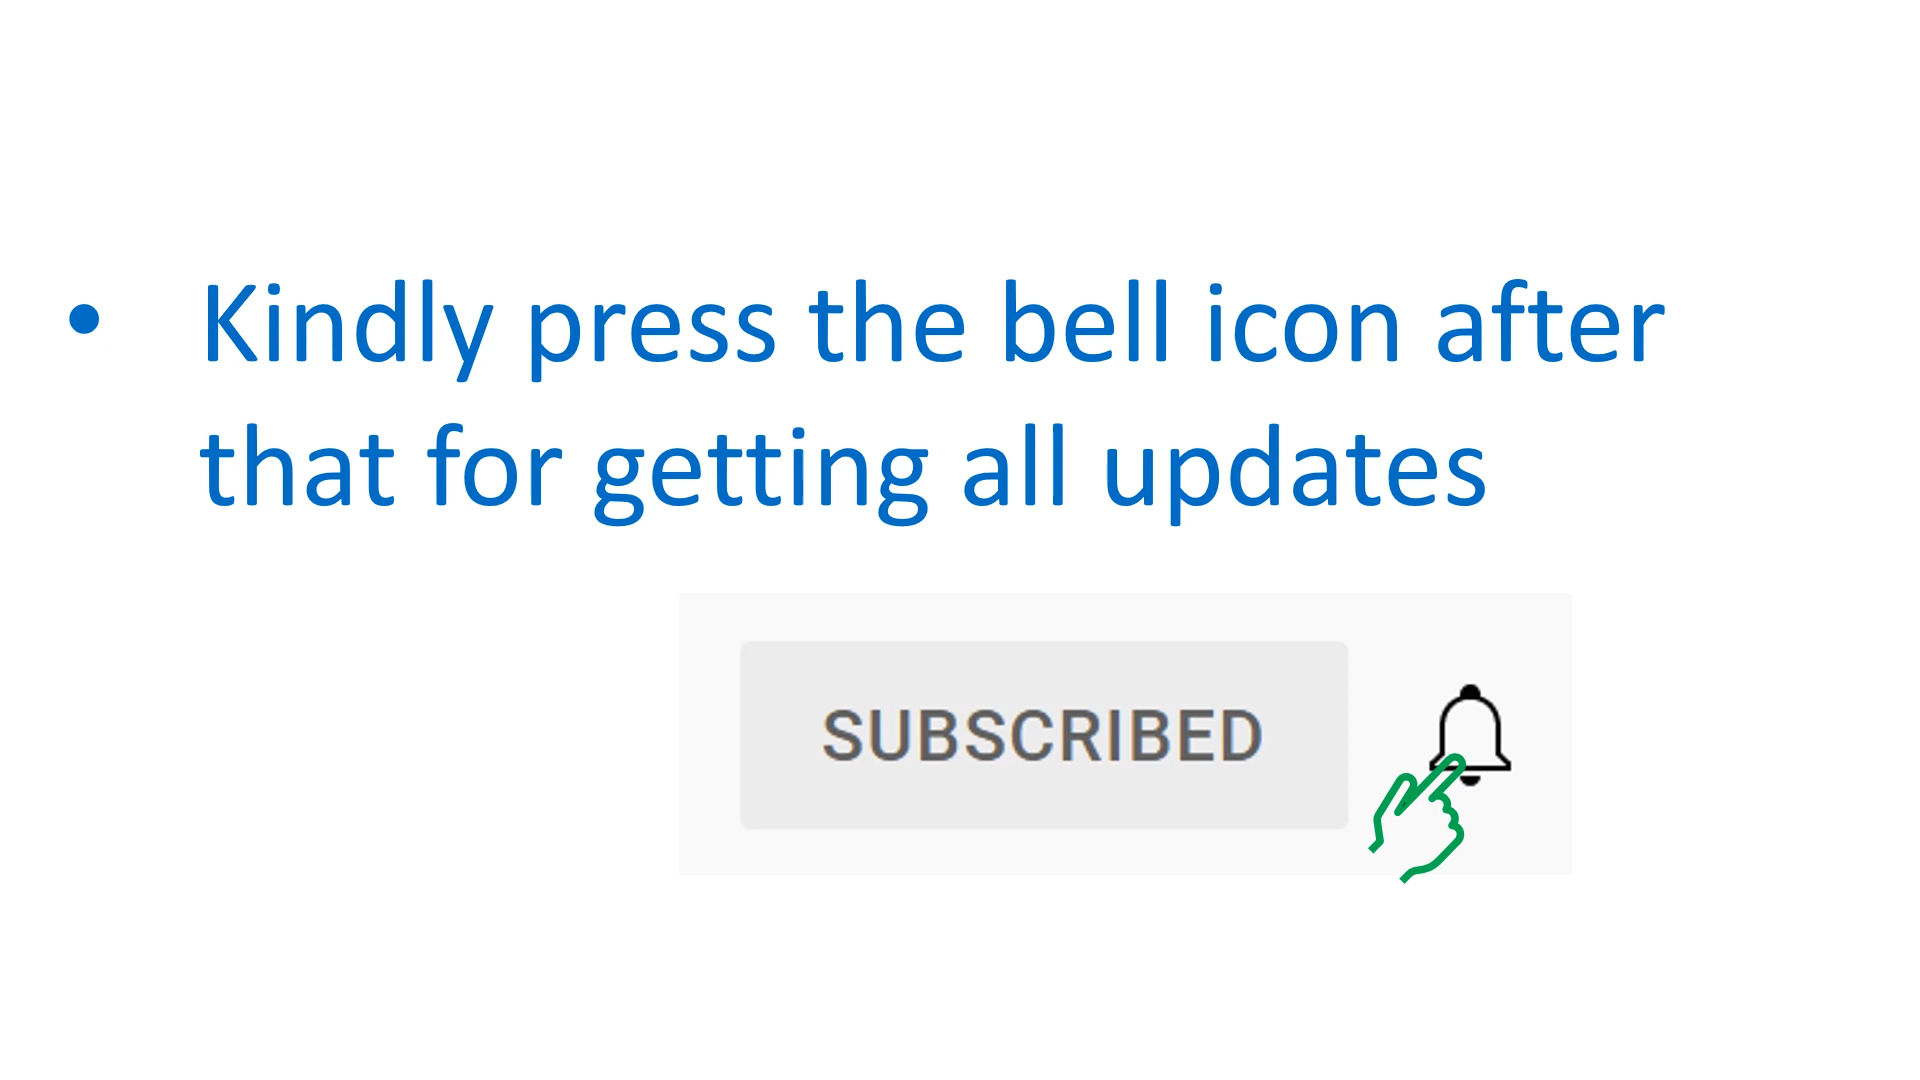 • Kindly press the bell icon after
that for getting all updates
SUBSCRIBED